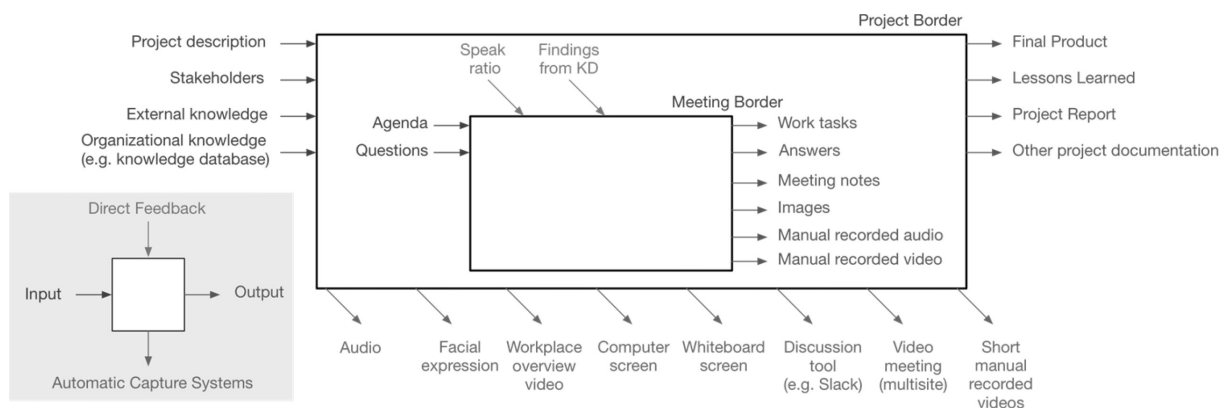 Project Border
Project description
Stakeholders
External knowledge
Organizational knowledge
(e.g. knowledge database)
Speak
ratio
Findings
from KD
Meeting Border
Agenda
Questions
Work tasks
Answers
Meeting notes
Images
Manual recorded audio
Manual recorded video
Final Product
Lessons Learned
Project Report
Other project documentation
Direct Feedback
Input
Output
Automatic Capture Systems
Audio
Facial
expression
Workplace
overview
video
Computer
screen
Whiteboard
screen
Discussion
tool
(e.g. Slack)
Video
meeting
(multisite)
Short
manual
recorded
videos